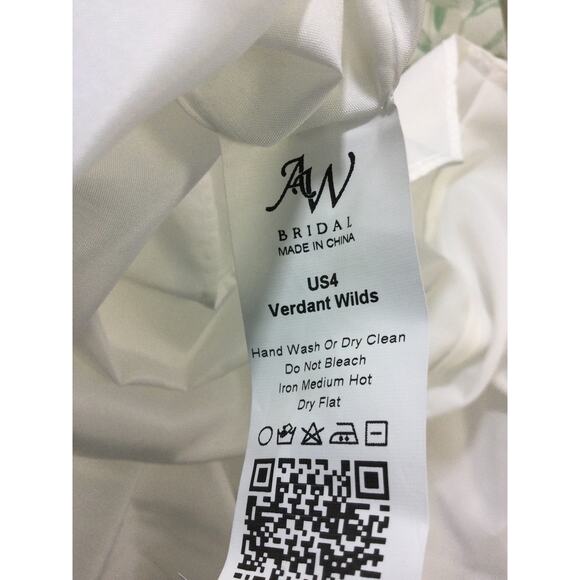 AW
BRIDAL
MADE IN CHINA
US4
Verdant Wilds
Hand Wash Or Dry Clean
Do Not Bleach
Iron Medium Hot
Dry Flat